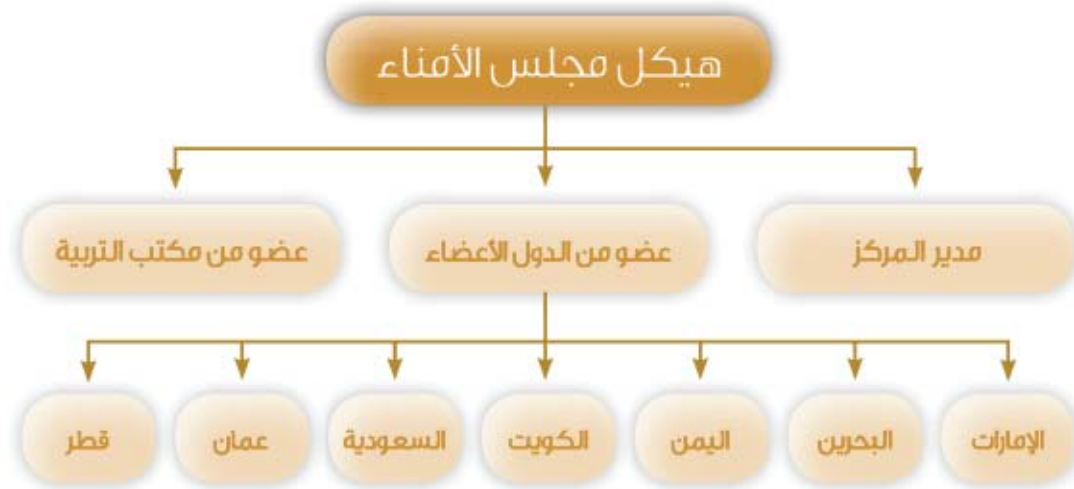 هيكل مجلس الأمناء
مدير المركز
عضو من الدول الأعضاء
عضو من مكتب التربية
الإمارات
البحرين
اليمن
الكويت
السعودية
عمان
قطر